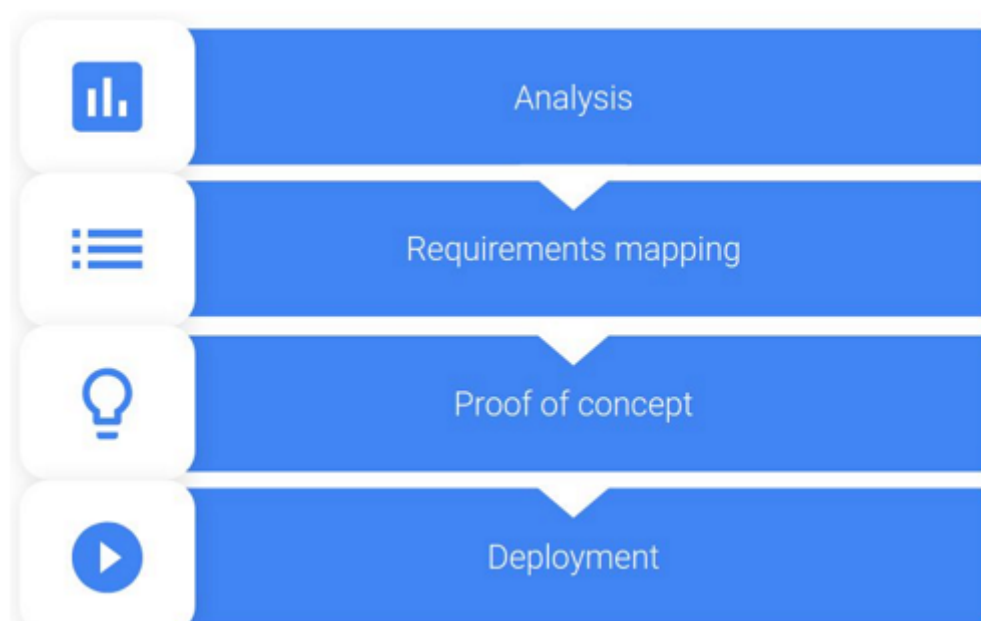 Analysis
Requirements mapping
Proof of concept
Deployment